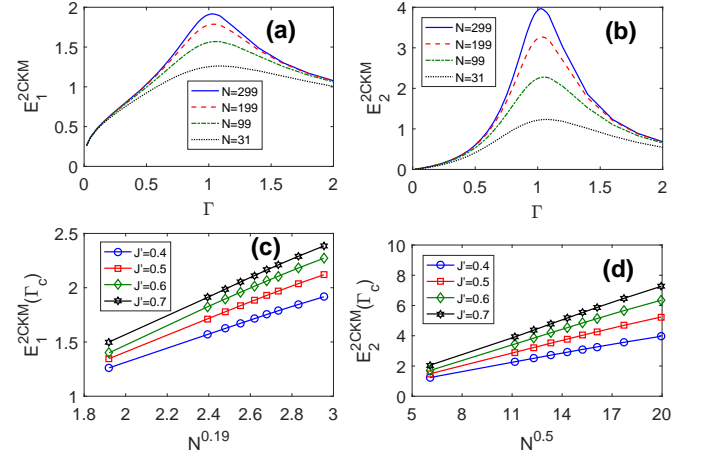 (a)
E_1^{2CKM}
2
1.5
1
0.5
0
N=299
N=199
N=99
N=31
0 0.5 1 1.5 2
Γ
(b)
E_2^{2CKM}
4
3
2
1
0
N=299
N=199
N=99
N=31
0 0.5 1 1.5 2
Γ
(c)
E_1^{2CKM}(Γ_c)
2.5
2
1.5
1
J'=0.4
J'=0.5
J'=0.6
J'=0.7
1.8 2 2.2 2.4 2.6 2.8 3
N^{0.19}
(d)
E_2^{2CKM}(Γ_c)
10
8
6
4
2
0
J'=0.4
J'=0.5
J'=0.6
J'=0.7
5 8 11 14 17 20
N^{0.5}